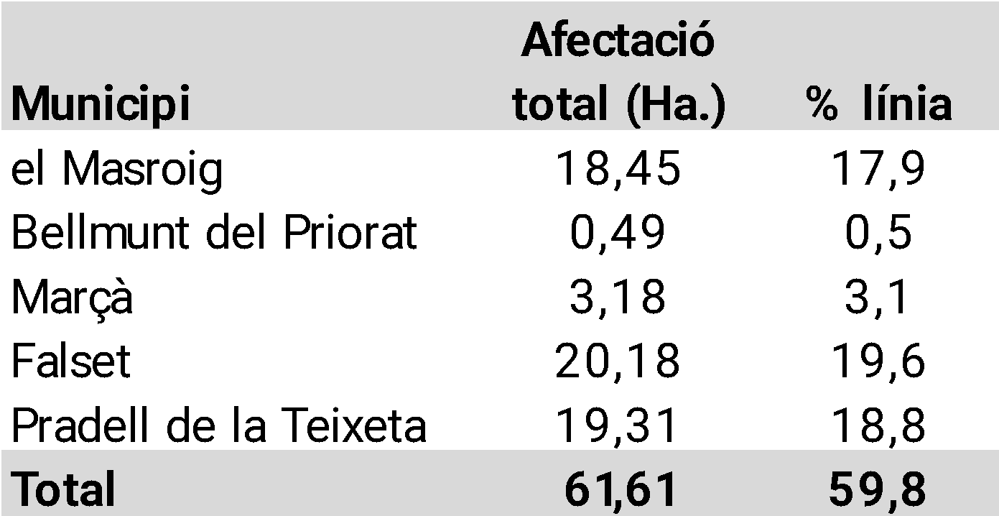 Afectació
Municipi total (Ha.) % línia
el Masroig 18,45 17,9
Bellmunt del Priorat 0,49 0,5
Marçà 3,18 3,1
Falset 20,18 19,6
Pradell de la Teixeta 19,31 18,8
Total 61,61 59,8